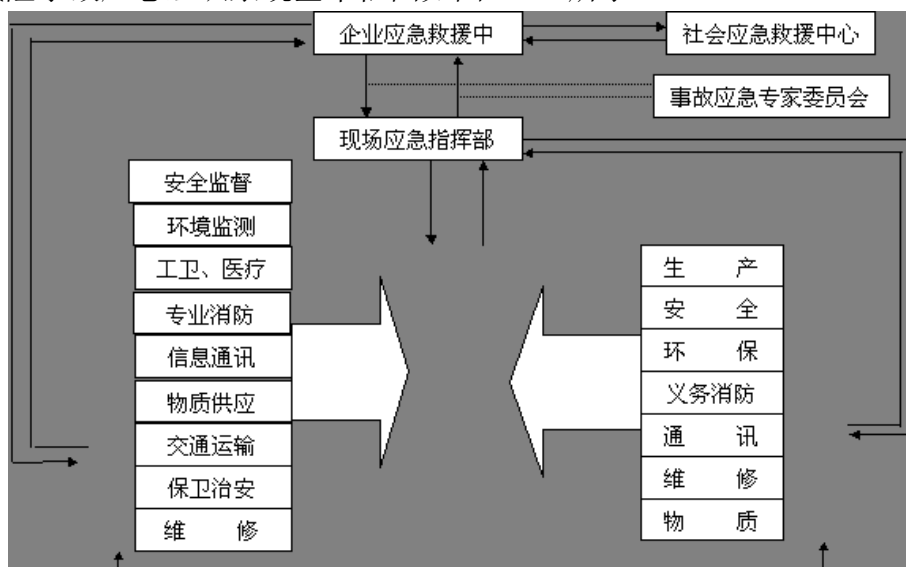 企业应急救援中
社会应急救援中心
事故应急专家委员会
现场应急指挥部
安全监督
环境监测
工卫、医疗
专业消防
信息通讯
物质供应
交通运输
保卫治安
维 修
生 产
安 全
环 保
义务消防
通 讯
维 修
物 质